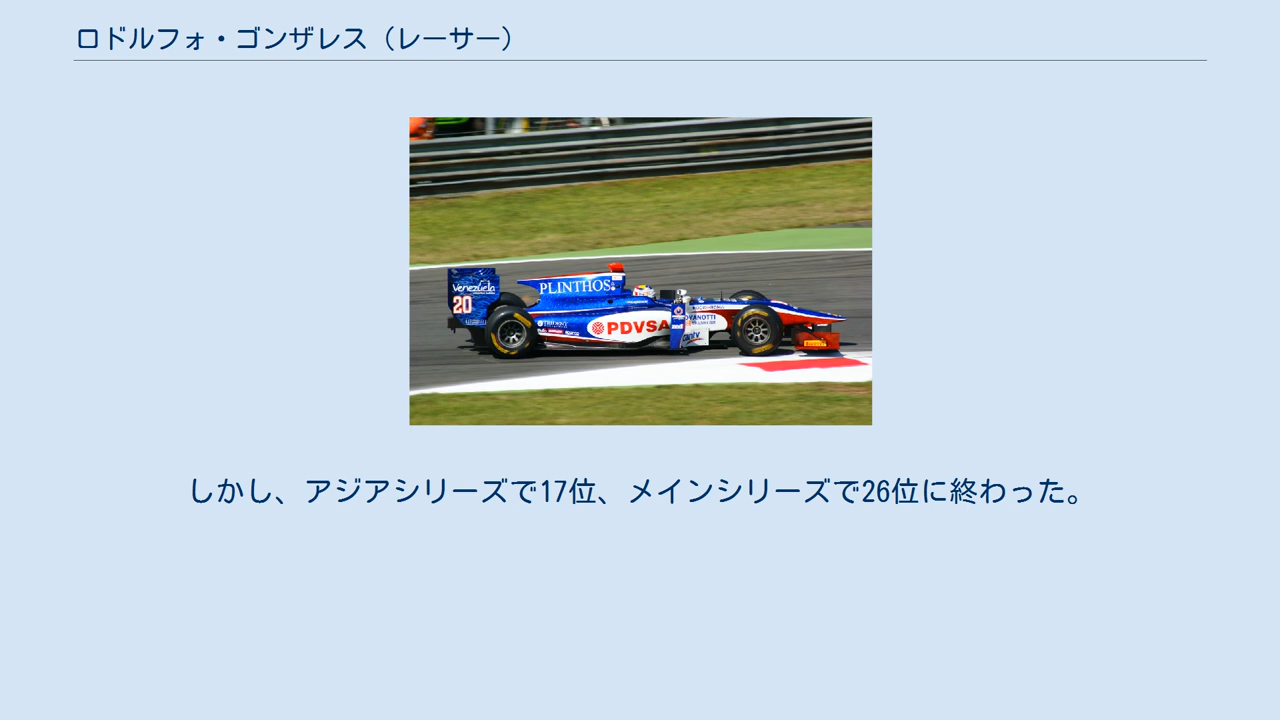 ロドルフォ・ゴンザレス（レーサー）
Venezuela
20
PLINTHOS
PDVSA
しかし、アジアシリーズで17位、メインシリーズで26位に終わった。